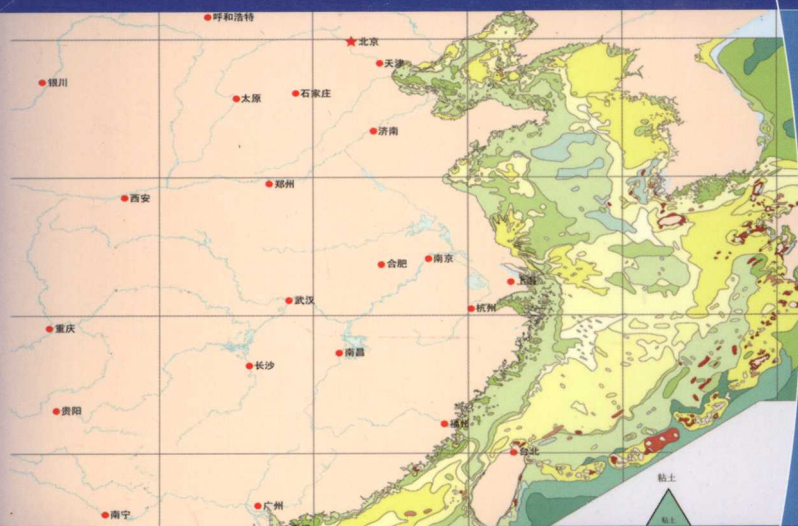 呼和浩特
北京
天津
银川
石家庄
太原
济南
郑州
西安
南京
合肥
上海
武汉
杭州
重庆
南昌
长沙
贵阳
福州
台北
粘土
广州
南宁
粘土